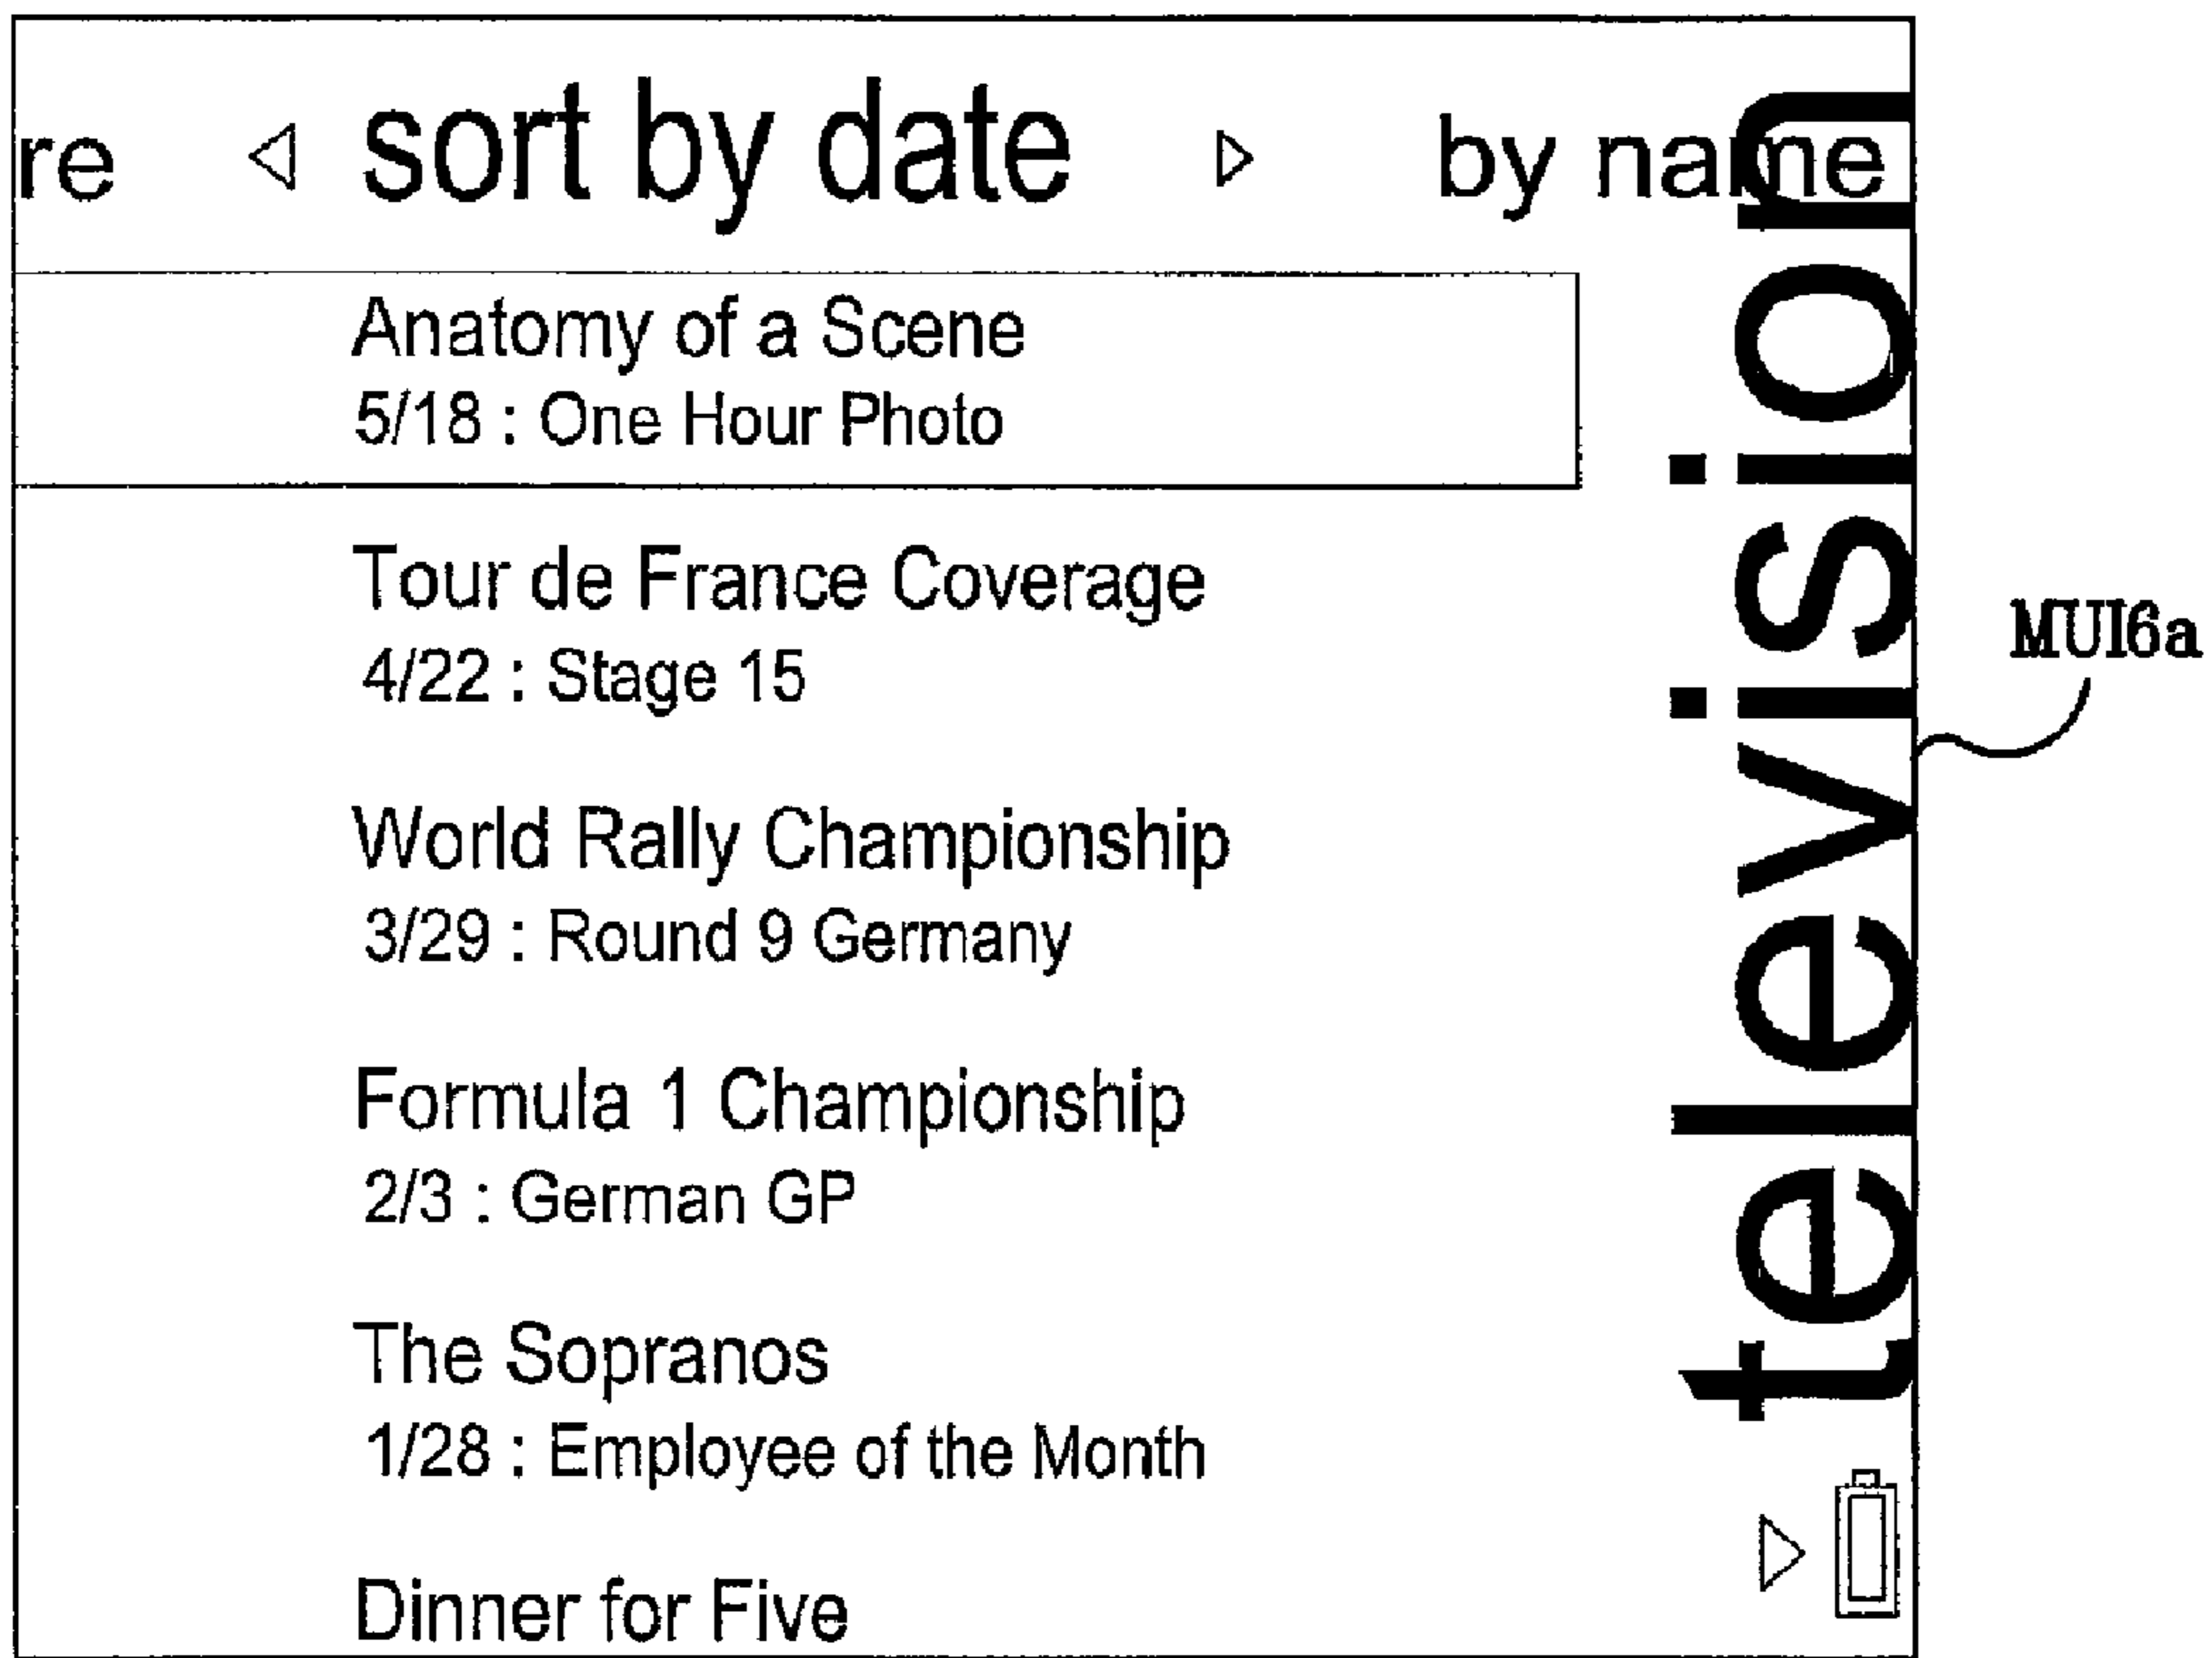 re sort by date by name
Anatomy of a Scene
5/18 : One Hour Photo
Tour de France Coverage
4/22 : Stage 15
World Rally Championship
3/29 : Round 9 Germany
Formula 1 Championship
2/3 : German GP
The Sopranos
1/28 : Employee of the Month
Dinner for Five
television
MUI6a